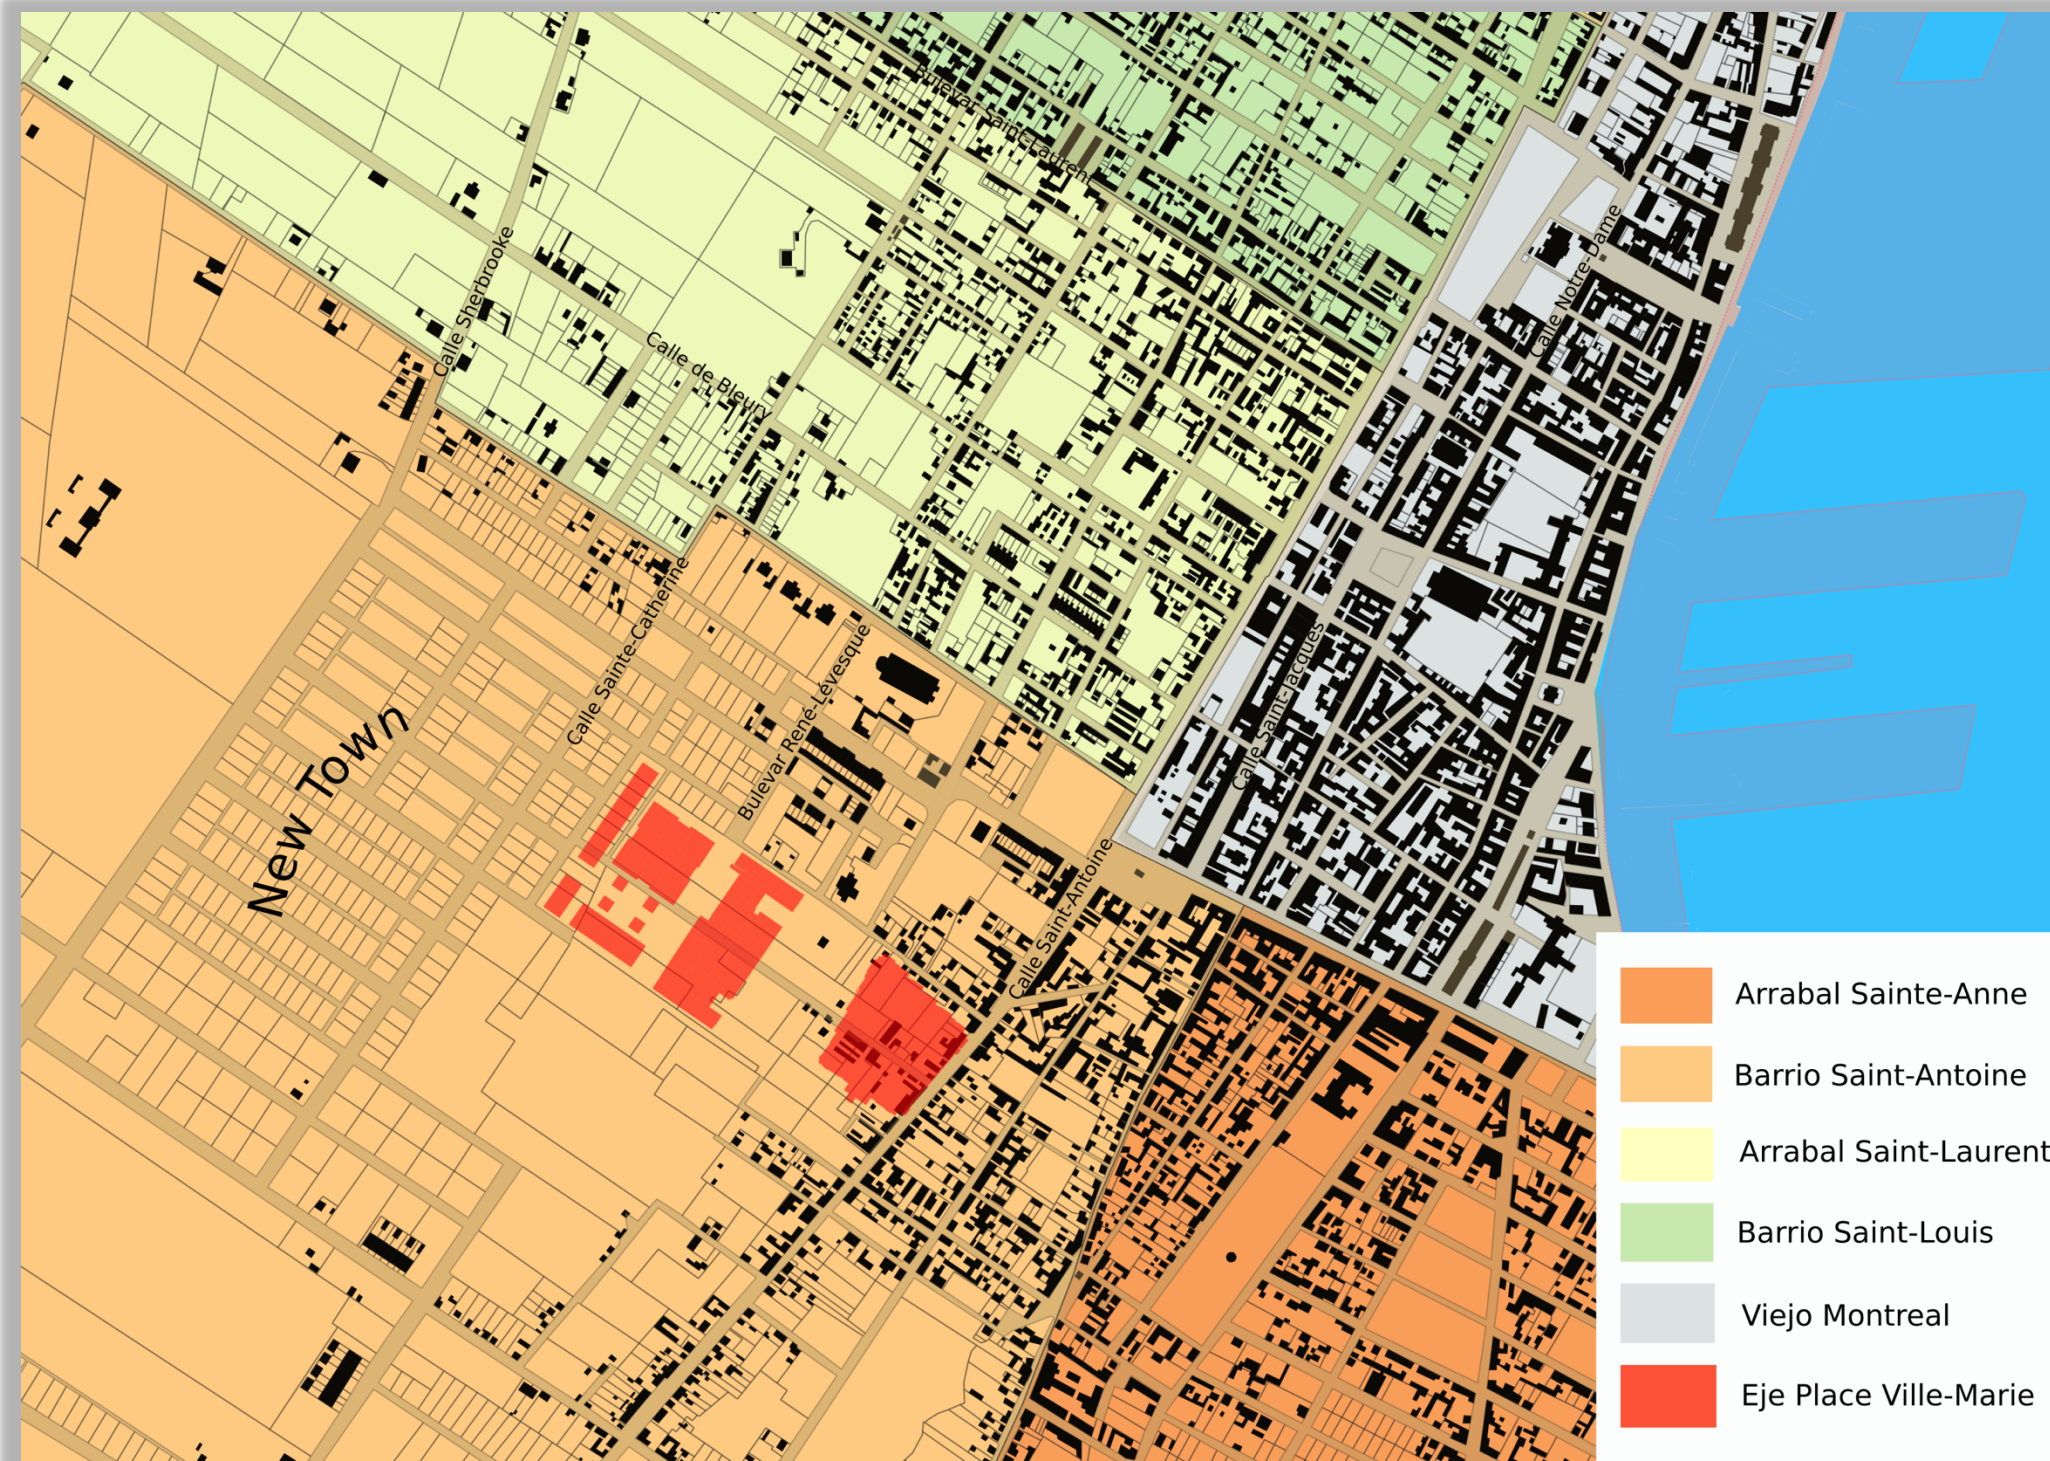 Bulevar Saint-Laurent
Calle Notre-Dame
Calle Sherbrooke
Calle de Bleury
Calle Sainte-Catherine
Bulevar René-Lévesque
Calle Saint-Jacques
New Town
Calle Saint-Antoine
Arrabal Sainte-Anne
Barrio Saint-Antoine
Arrabal Saint-Laurent
Barrio Saint-Louis
Viejo Montreal
Eje Place Ville-Marie